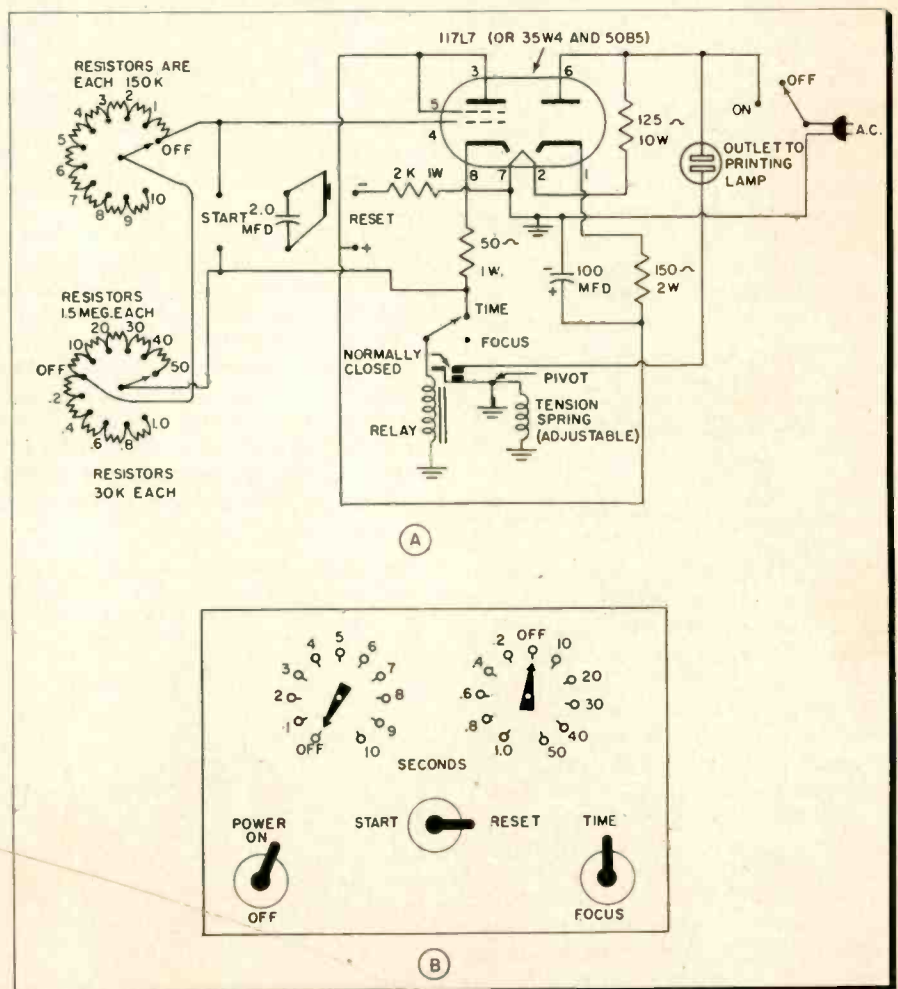 117L7 (OR 35W4 AND 50B5)
RESISTORS ARE
EACH 150K
3
6
5
4
8
7
2
1
4
3
2
1
OFF
5
6
7
8
9
10
START
2.0
MFD
-
RESET
+
2K 1W
50~
1W.
125~
10W
ON
OFF
A.C.
OUTLET TO
PRINTING
LAMP
-
+
100
MFD
150~
2W
TIME
FOCUS
NORMALLY
CLOSED
PIVOT
RELAY
TENSION
SPRING
(ADJUSTABLE)
RESISTORS
1.5 MEG. EACH
10
20
30
40
50
OFF
.2
.4
.6
.8
1.0
RESISTORS
30K EACH
A
OFF
1
2
3
4
5
6
7
8
9
10
OFF
.2
.4
.6
.8
1.0
10
20
30
40
50
SECONDS
POWER
ON
OFF
START
RESET
TIME
FOCUS
B